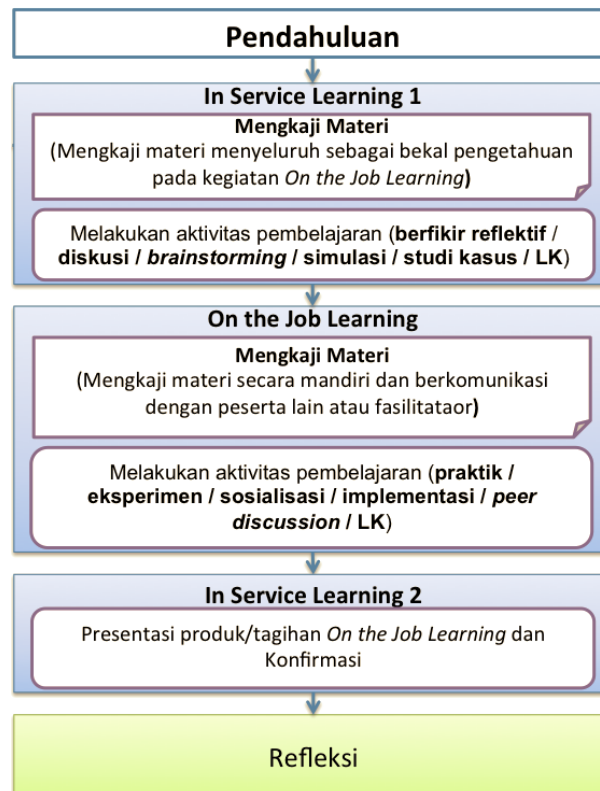 Pendahuluan
In Service Learning 1
Mengkaji Materi
(Mengkaji materi menyeluruh sebagai bekal pengetahuan
pada kegiatan On the Job Learning)
Melakukan aktivitas pembelajaran (berfikir reflektif /
diskusi / brainstorming / simulasi / studi kasus / LK)
On the Job Learning
Mengkaji Materi
(Mengkaji materi secara mandiri dan berkomunikasi
dengan peserta lain atau fasilitataor)
Melakukan aktivitas pembelajaran (praktik /
eksperimen / sosialisasi / implementasi / peer
discussion / LK)
In Service Learning 2
Presentasi produk/tagihan On the Job Learning dan
Konfirmasi
Refleksi